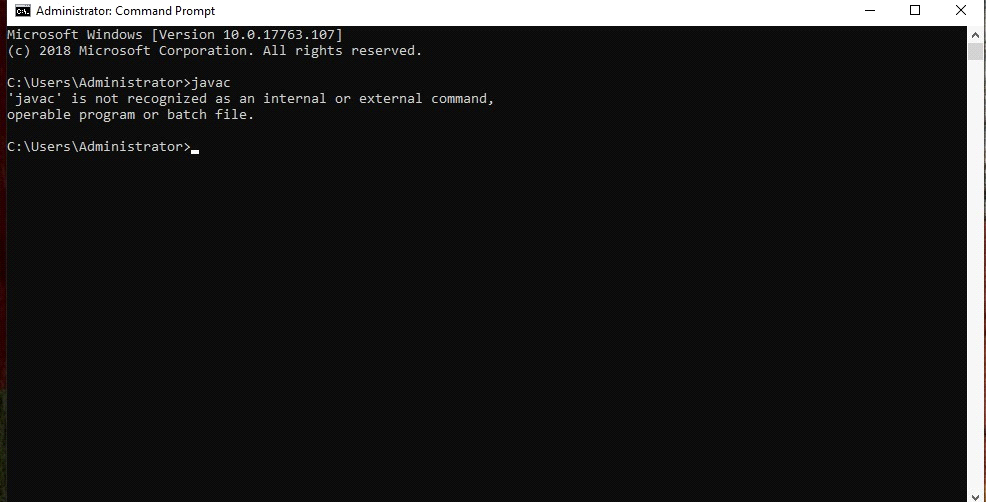 Administrator: Command Prompt
Microsoft Windows [Version 10.0.17763.107]
(c) 2018 Microsoft Corporation. All rights reserved.
C:\Users\Administrator>javac
'javac' is not recognized as an internal or external command,
operable program or batch file.
C:\Users\Administrator>